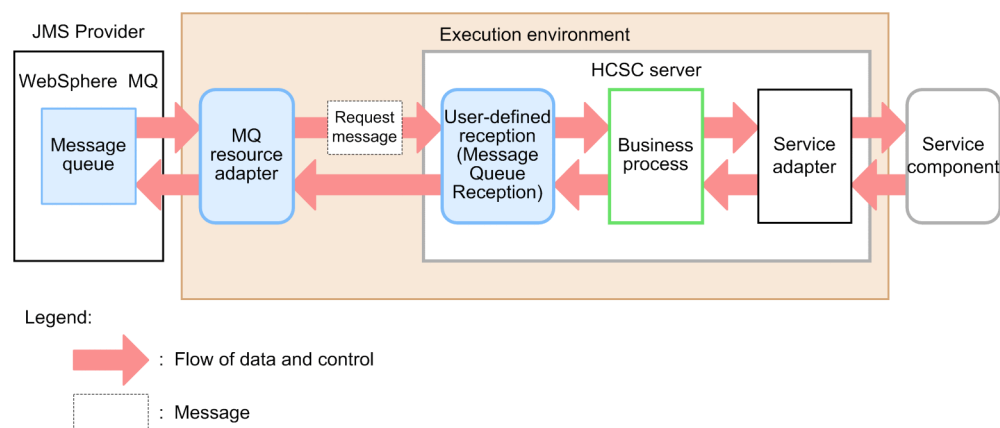 JMS Provider
Execution environment
WebSphere MQ
HCSC server
Message
queue
MQ
resource
adapter
Request
message
User-defined
reception
(Message
Queue
Reception)
Business
process
Service
adapter
Service
component
Legend:
: Flow of data and control
: Message